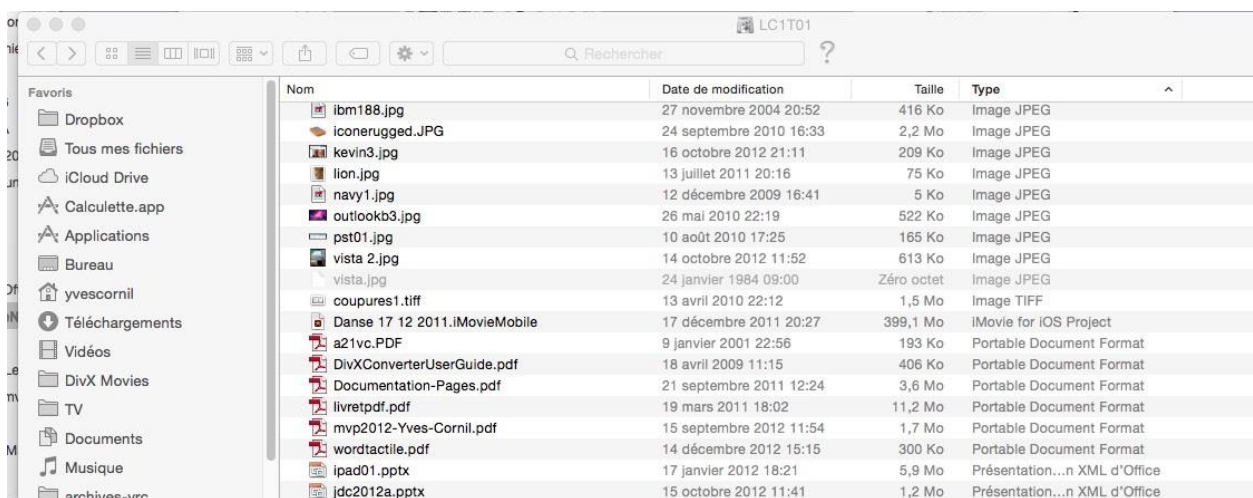 LC1T01
Rechercher
?
Favoris
Dropbox
Tous mes fichiers
iCloud Drive
Calculette.app
Applications
Bureau
yvescornil
Téléchargements
Vidéos
DivX Movies
TV
Documents
Musique
archives-yrc
Nom Date de modification Taille Type
ibm188.jpg 27 novembre 2004 20:52 416 Ko Image JPEG
iconerugged.JPG 24 septembre 2010 16:33 2,2 Mo Image JPEG
kevin3.jpg 16 octobre 2012 21:11 209 Ko Image JPEG
lion.jpg 13 juillet 2011 20:16 75 Ko Image JPEG
navy1.jpg 12 décembre 2009 16:41 5 Ko Image JPEG
outlookb3.jpg 26 mai 2010 22:19 522 Ko Image JPEG
pst01.jpg 10 août 2010 17:25 165 Ko Image JPEG
vista 2.jpg 14 octobre 2012 11:52 613 Ko Image JPEG
vista.jpg 24 janvier 1984 09:00 Zéro octet Image JPEG
coupures1.tiff 13 avril 2010 22:12 1,5 Mo Image TIFF
Danse 17 12 2011.iMovieMobile 17 décembre 2011 20:27 399,1 Mo iMovie for iOS Project
a21vc.PDF 9 janvier 2001 22:56 193 Ko Portable Document Format
DivXConverterUserGuide.pdf 18 avril 2009 11:15 406 Ko Portable Document Format
Documentation-Pages.pdf 21 septembre 2011 12:24 3,6 Mo Portable Document Format
livretpdf.pdf 19 mars 2011 18:02 11,2 Mo Portable Document Format
mvp2012-Yves-Cornil.pdf 15 septembre 2012 11:54 1,7 Mo Portable Document Format
wordtactile.pdf 14 décembre 2012 15:15 300 Ko Portable Document Format
ipad01.pptx 17 janvier 2012 18:21 5,9 Mo Présentation...n XML d'Office
jdc2012a.pptx 15 octobre 2012 11:41 1,2 Mo Présentation...n XML d'Office